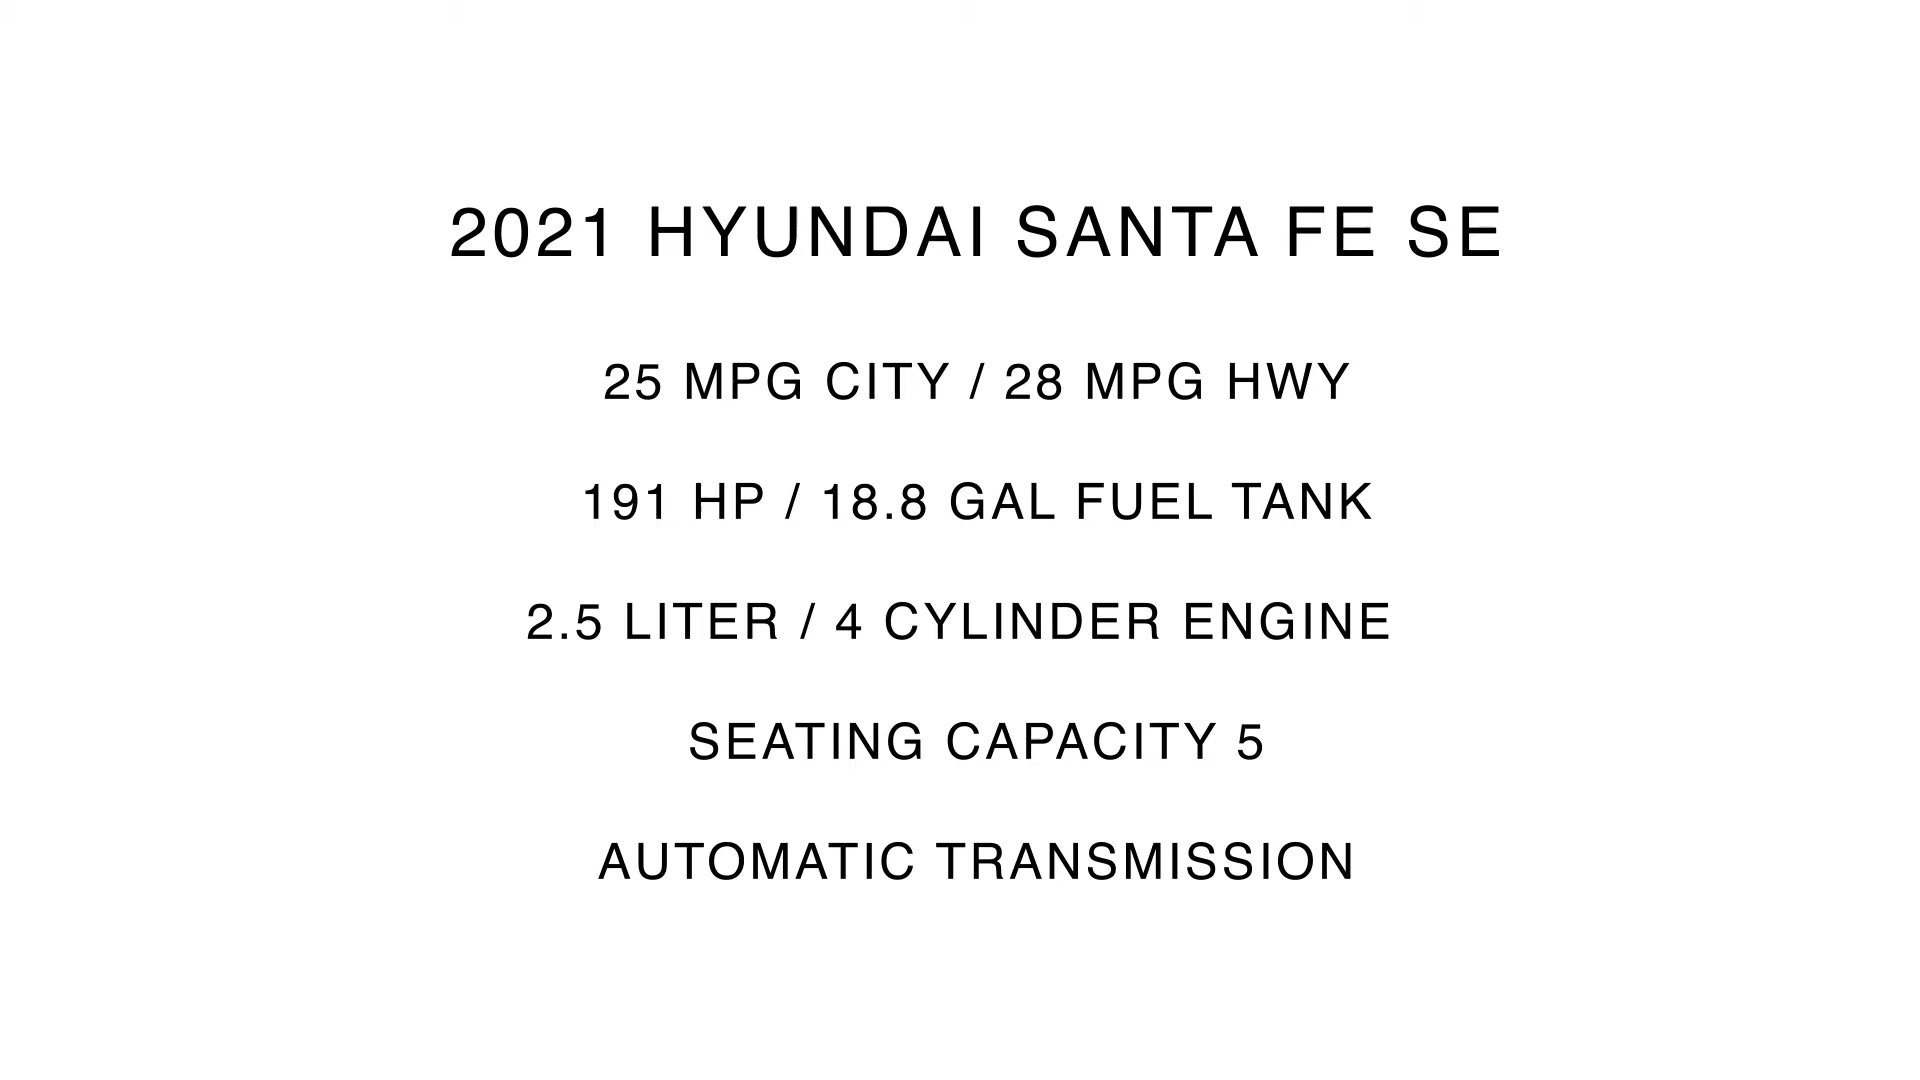 2021 HYUNDAI SANTA FE SE
25 MPG CITY / 28 MPG HWY
191 HP / 18.8 GAL FUEL TANK
2.5 LITER / 4 CYLINDER ENGINE
SEATING CAPACITY 5
AUTOMATIC TRANSMISSION